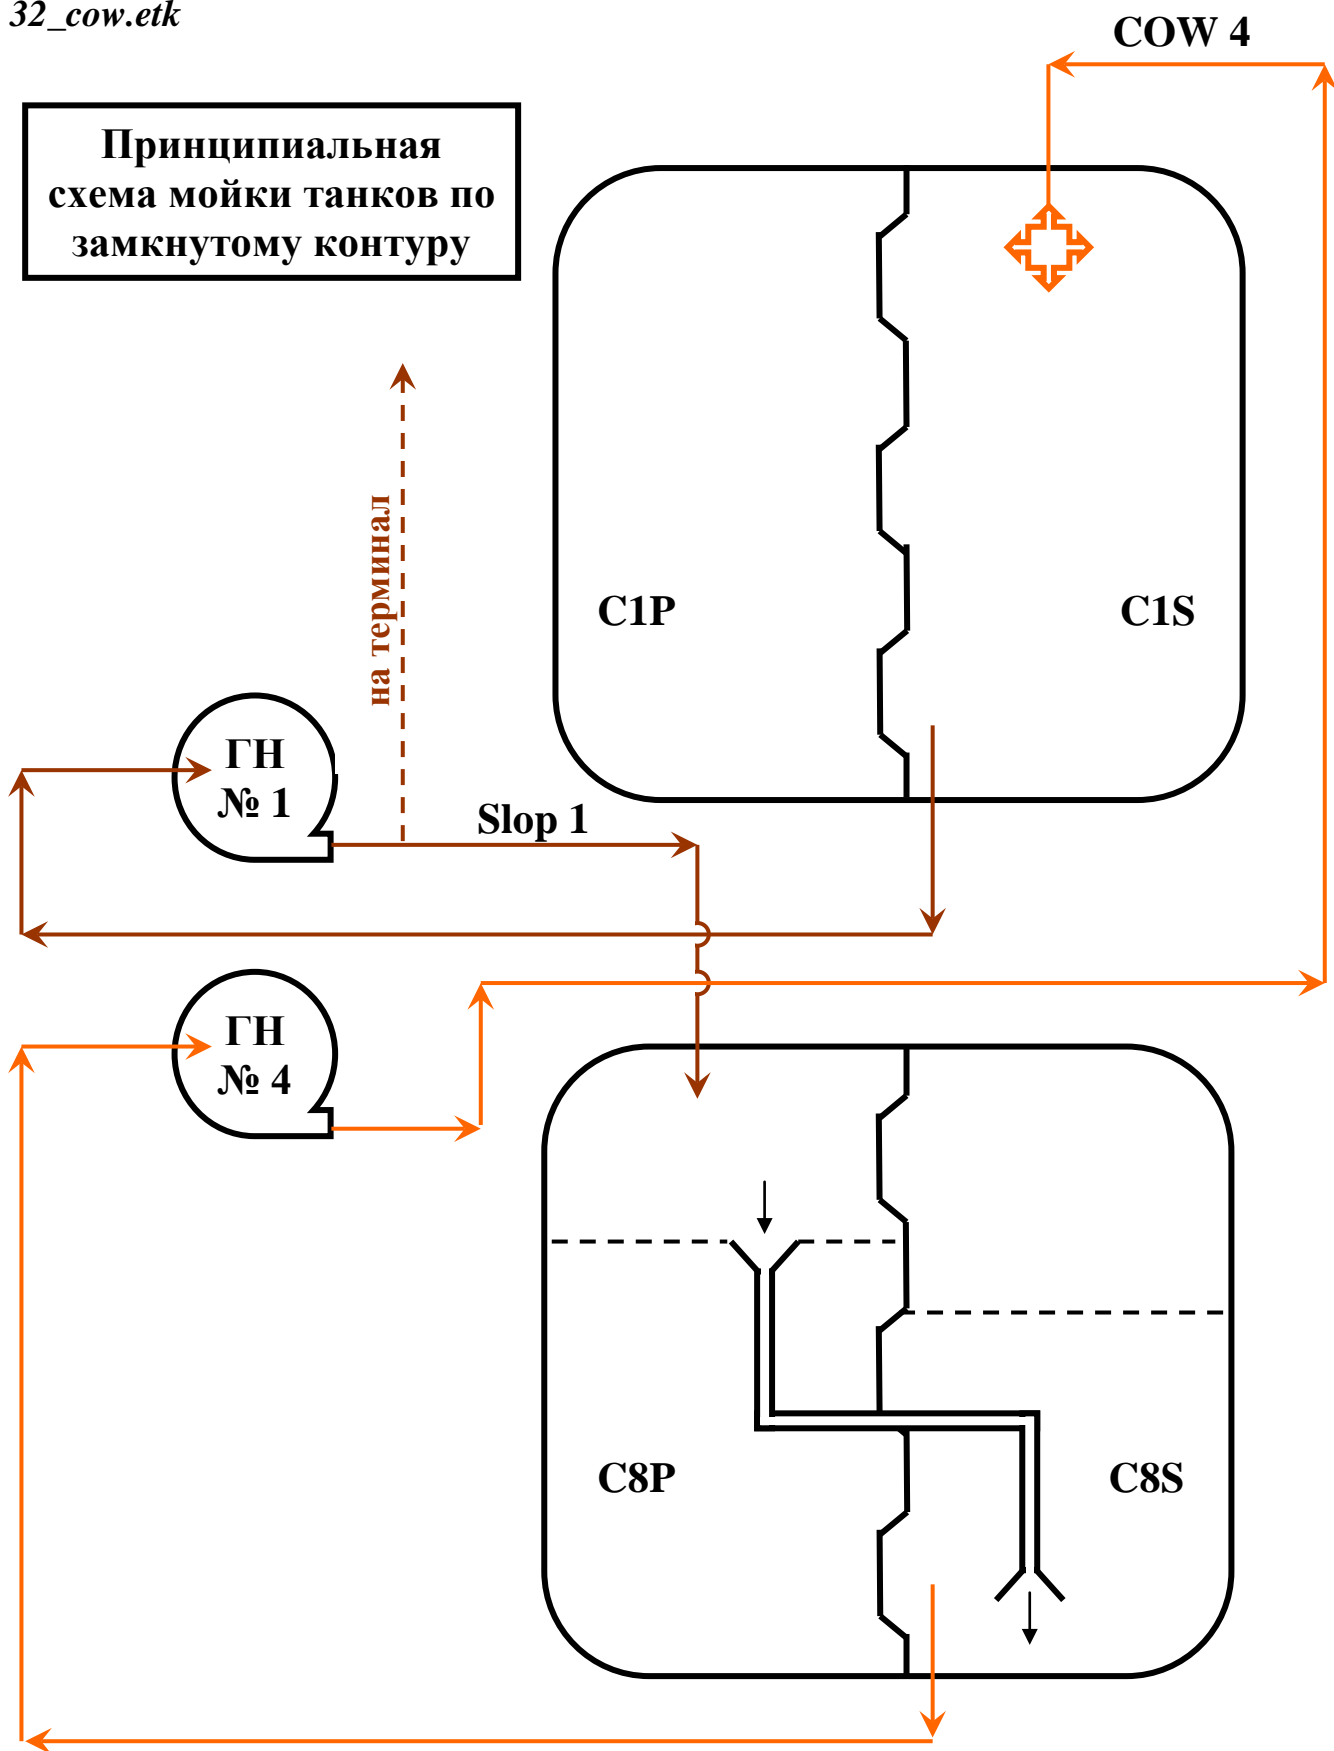 32_cow.etk
COW 4
Принципиальная
схема мойки танков по
замкнутому контуру
на терминал
C1P
C1S
ГН
№ 1
Slop 1
ГН
№ 4
C8P
C8S